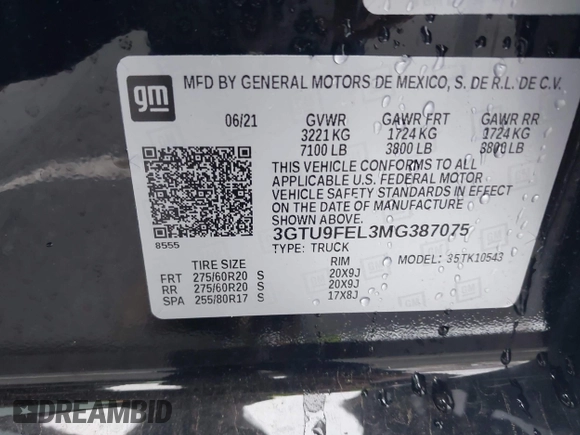 gm
MFD BY GENERAL MOTORS DE MEXICO, S. DE R.L. DE C.V.
06/21 GVWR GAWR FRT GAWR RR
3221 KG 1724 KG 1724 KG
7100 LB 3800 LB 3800 LB
THIS VEHICLE CONFORMS TO ALL
APPLICABLE U.S. FEDERAL MOTOR
VEHICLE SAFETY STANDARDS IN EFFECT
ON THE DATE OF MANUFACTURE
SHOWN ABOVE.
3GTU9FEL3MG387075
8555
TYPE: TRUCK MODEL: 35TK10543
TIRE SIZE RIM
FRT 275/60R20 S 20X9J
RR 275/60R20 S 20X9J
SPA 255/80R17 S 17X8J
DREAMBID